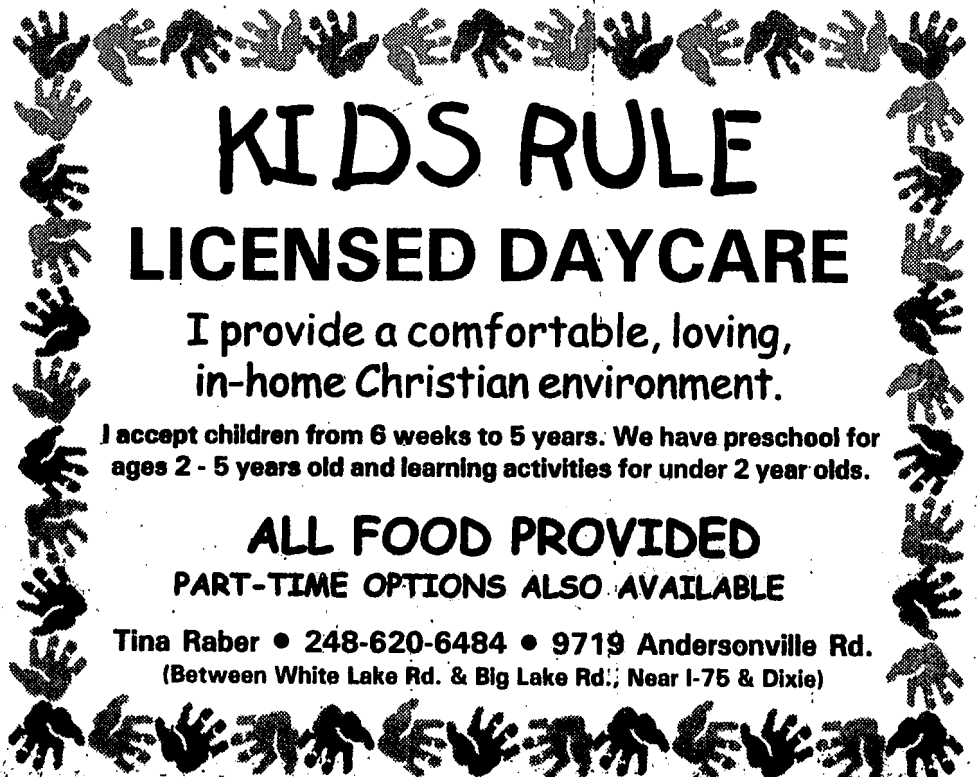 KIDS RULE
LICENSED DAYCARE
I provide a comfortable, loving,
in-home Christian environment.
I accept children from 6 weeks to 5 years. We have preschool for
ages 2 - 5 years old and learning activities for under 2 year olds.
ALL FOOD PROVIDED
PART-TIME OPTIONS ALSO AVAILABLE
Tina Raber • 248-620-6484 • 9719 Andersonville Rd.
(Between White Lake Rd. & Big Lake Rd., Near I-75 & Dixie)